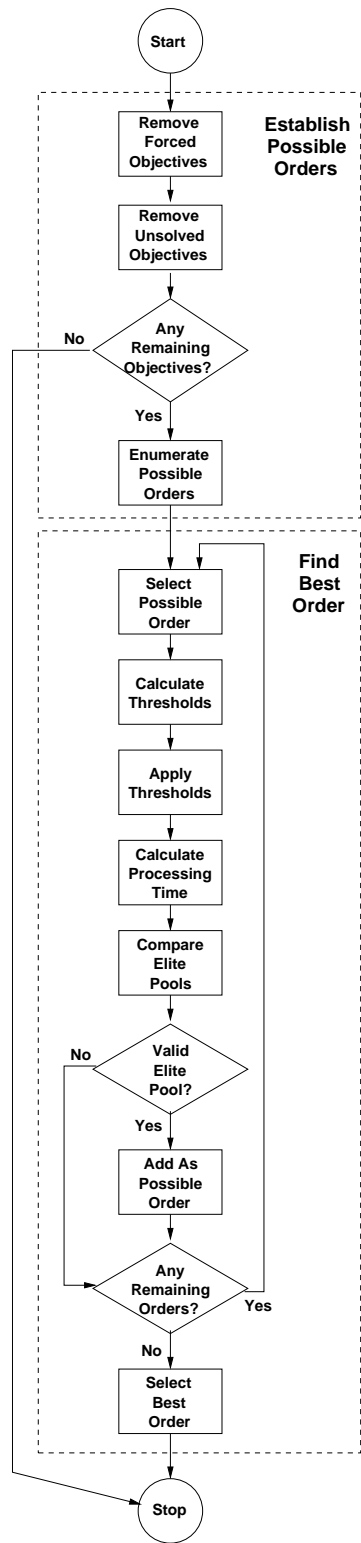 Start
Establish
Possible
Orders
Remove
Forced
Objectives
Remove
Unsolved
Objectives
Any
Remaining
Objectives?
No
Yes
Enumerate
Possible
Orders
Find
Best
Order
Select
Possible
Order
Calculate
Thresholds
Apply
Thresholds
Calculate
Processing
Time
Compare
Elite
Pools
Valid
Elite
Pool?
No
Yes
Add As
Possible
Order
Any
Remaining
Orders?
Yes
No
Select
Best
Order
Stop